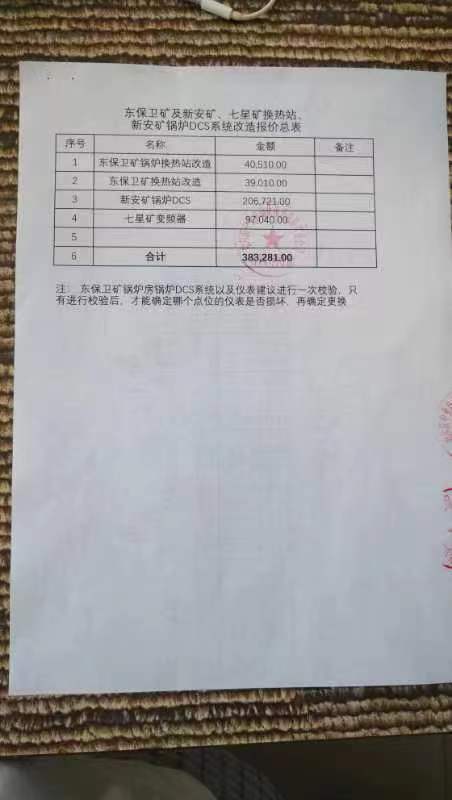 东保卫矿及新安矿、七星矿换热站、
新安矿锅炉DCS系统改造报价总表
序号 名称 金额 备注
1 东保卫矿锅炉换热站改造 40,510.00
2 东保卫矿换热站改造 39,010.00
3 新安矿锅炉DCS 206,721.00
4 七星矿变频器 97,040.00
5
6 合计 383,281.00
注： 东保卫矿锅炉房锅炉DCS系统以及仪表建议进行一次校验，只
有进行校验后，才能确定哪个点位的仪表是否损坏，再确定更换